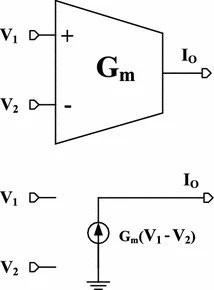 V1
+
Gm
IO
V2
-
V1
IO
Gm(V1 - V2)
V2